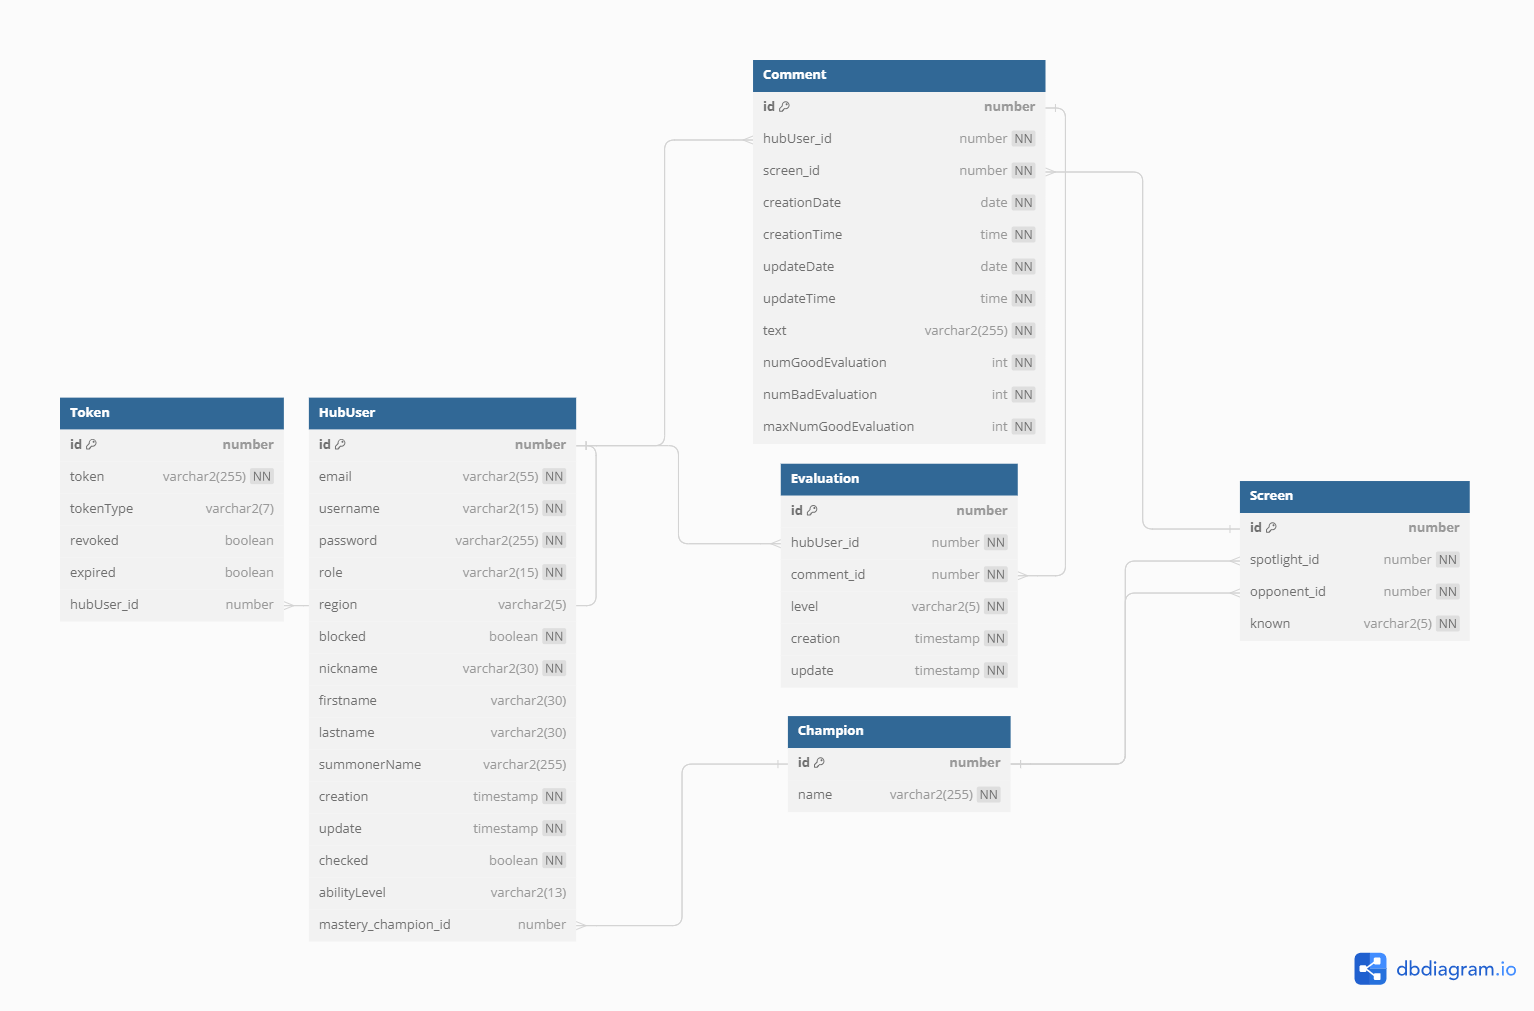 Comment
id number
hubUser_id number NN
screen_id number NN
creationDate date NN
creationTime time NN
updateDate date NN
updateTime time NN
text varchar2(255) NN
numGoodEvaluation int NN
numBadEvaluation int NN
maxNumGoodEvaluation int NN
Token
id number
token varchar2(255) NN
tokenType varchar2(7)
revoked boolean
expired boolean
hubUser_id number
HubUser
id number
email varchar2(55) NN
username varchar2(15) NN
password varchar2(255) NN
role varchar2(15) NN
region varchar2(5)
blocked boolean NN
nickname varchar2(30) NN
firstname varchar2(30)
lastname varchar2(30)
summonerName varchar2(255)
creation timestamp NN
update timestamp NN
checked boolean NN
abilityLevel varchar2(13)
mastery_champion_id number
Evaluation
id number
hubUser_id number NN
comment_id number NN
level varchar2(5) NN
creation timestamp NN
update timestamp NN
Screen
id number
spotlight_id number NN
opponent_id number NN
known varchar2(5) NN
Champion
id number
name varchar2(255) NN
dbdiagram.io